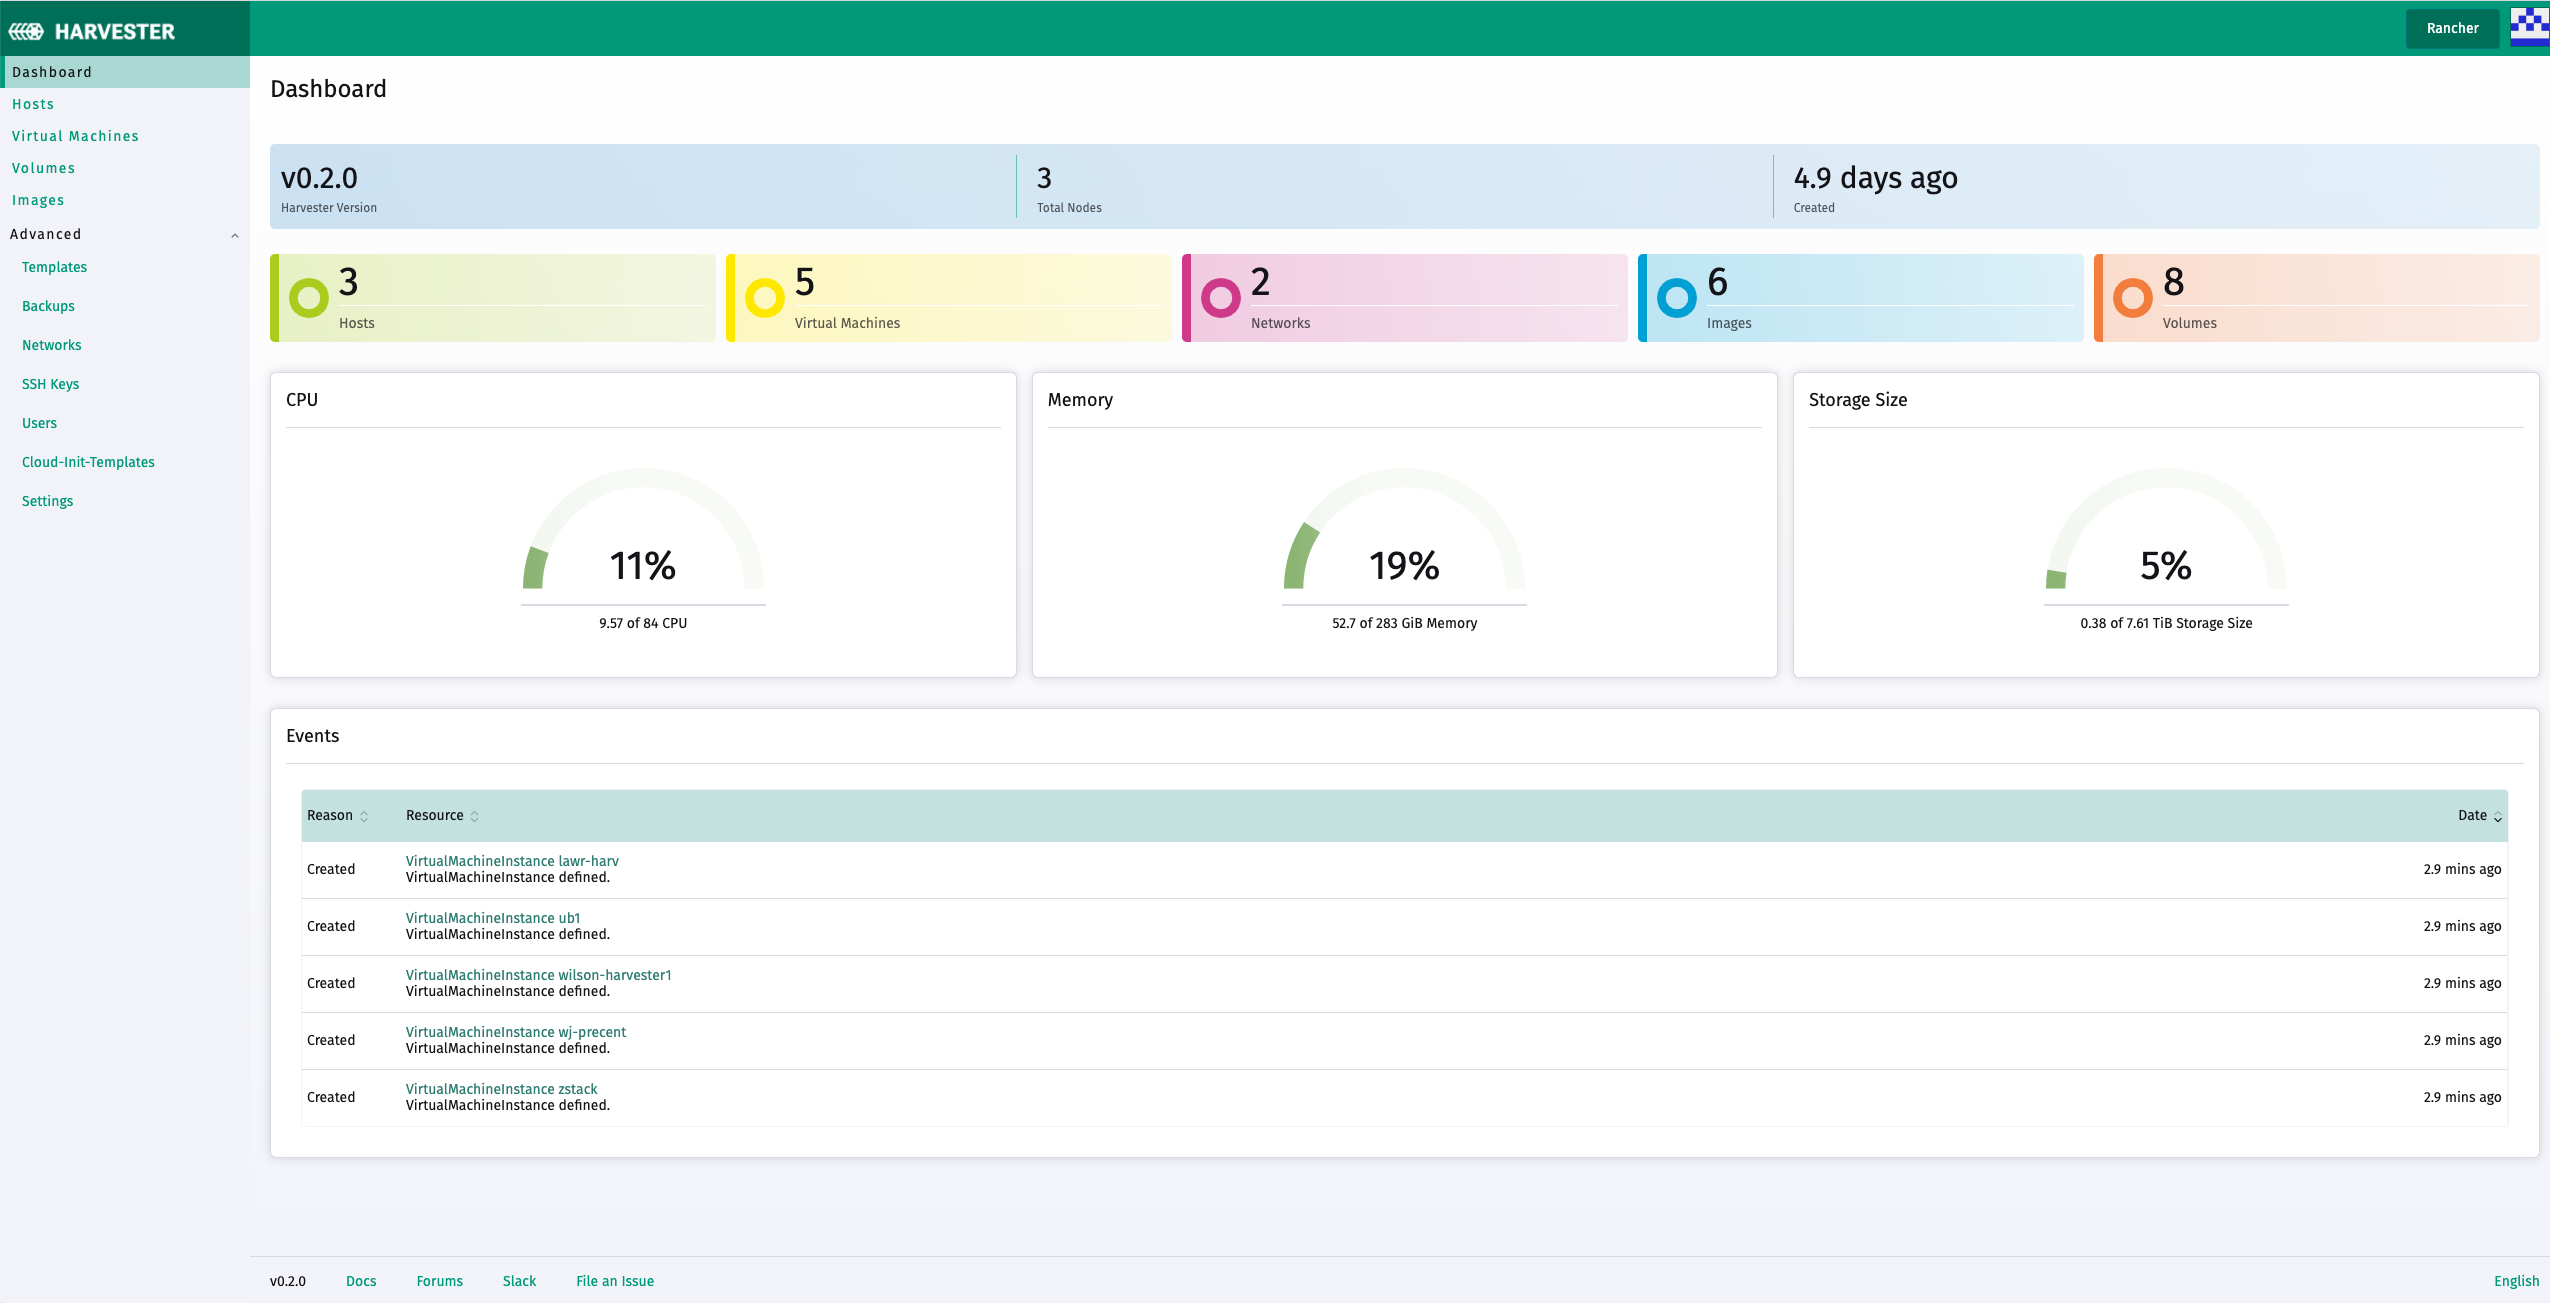 HARVESTER
Rancher
Dashboard
Hosts
Virtual Machines
Volumes
Images
Advanced
Templates
Backups
Networks
SSH Keys
Users
Cloud-Init-Templates
Settings
Dashboard
v0.2.0
Harvester Version
3
Total Nodes
4.9 days ago
Created
3
Hosts
5
Virtual Machines
2
Networks
6
Images
8
Volumes
CPU
11%
9.57 of 84 CPU
Memory
19%
52.7 of 283 GiB Memory
Storage Size
5%
0.38 of 7.61 TiB Storage Size
Events
Reason Resource Date
Created VirtualMachineInstance lawr-harv 2.9 mins ago
VirtualMachineInstance defined.
Created VirtualMachineInstance ub1 2.9 mins ago
VirtualMachineInstance defined.
Created VirtualMachineInstance wilson-harvester1 2.9 mins ago
VirtualMachineInstance defined.
Created VirtualMachineInstance wj-precent 2.9 mins ago
VirtualMachineInstance defined.
Created VirtualMachineInstance zstack 2.9 mins ago
VirtualMachineInstance defined.
v0.2.0 Docs Forums Slack File an Issue English